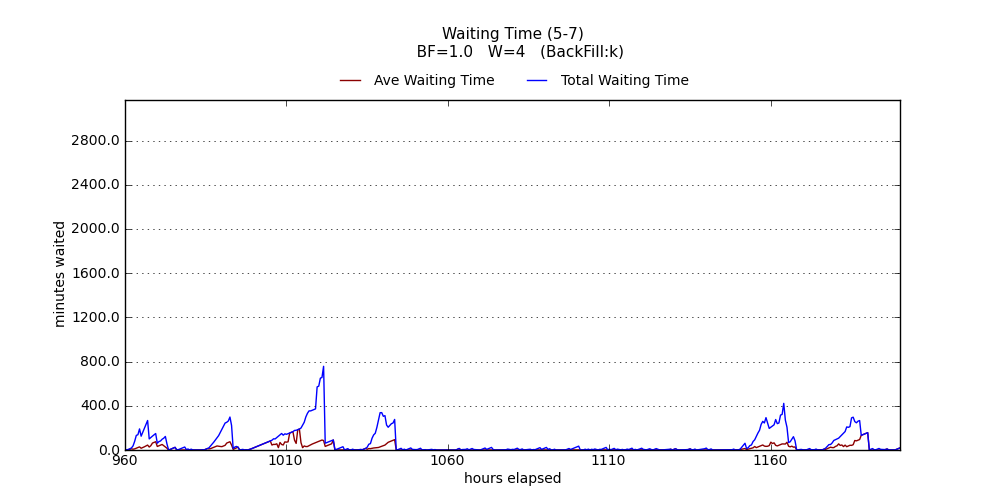 Waiting Time (5-7)
BF=1.0 W=4 (BackFill:k)
Ave Waiting Time Total Waiting Time
2800.0
2400.0
2000.0
1600.0
1200.0
800.0
400.0
0.0
minutes waited
960 1010 1060 1110 1160
hours elapsed